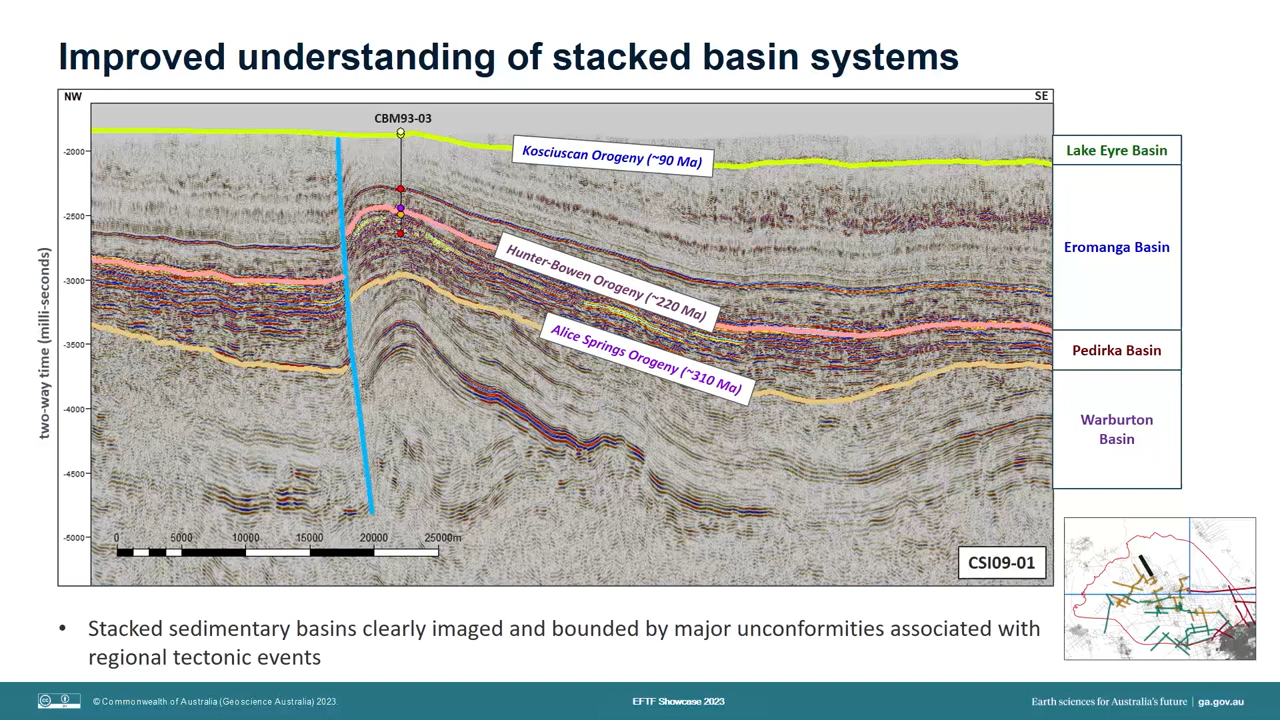 Improved understanding of stacked basin systems
NW
SE
CBM93-03
Kosciuscan Orogeny (~90 Ma)
Hunter-Bowen Orogeny (~220 Ma)
Alice Springs Orogeny (~310 Ma)
two-way time (milli-seconds)
-2000
-2500
-3000
-3500
-4000
-4500
-5000
0 5000 10000 15000 20000 25000m
CSI09-01
Lake Eyre Basin
Eromanga Basin
Pedirka Basin
Warburton
Basin
• Stacked sedimentary basins clearly imaged and bounded by major unconformities associated with
regional tectonic events
© Commonwealth of Australia (Geoscience Australia) 2023.
EFTF Showcase 2023
Earth sciences for Australia's future | ga.gov.au